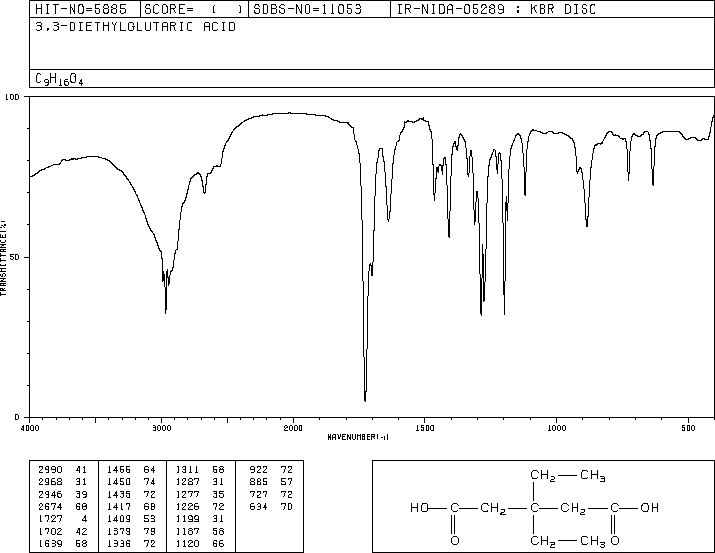 HIT-NO=5885 SCORE= ( ) SDBS-NO=11053 IR-NIDA-05289 : KBR DISC
3,3-DIETHYLGLUTARIC ACID
C9H16O4
100
50
0
TRANSMITTANCE(%)
4000 3000 2000 1500 1000 500
WAVENUMBER(-1)
2990 41 1466 64 1311 68 922 72
2968 31 1450 74 1287 31 885 57
2946 39 1435 72 1277 35 727 72
2674 68 1417 68 1226 72 634 70
1727 4 1409 53 1199 31
1702 42 1379 79 1187 58
1639 58 1336 72 1120 66
CH2—CH3
HO—C—CH2—C—CH2—C—OH
O CH2—CH3 O